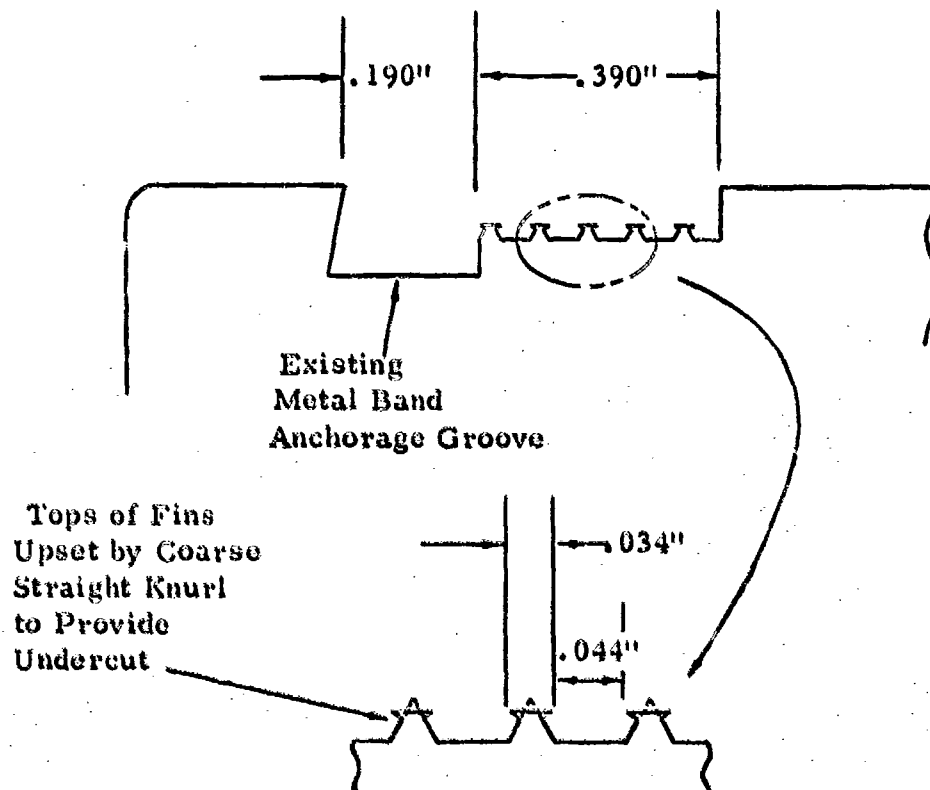 .190" .390"
Existing
Metal Band
Anchorage Groove
Tops of Fins
Upset by Coarse
Straight Knurl
to Provide
Undercut
.034"
.044"